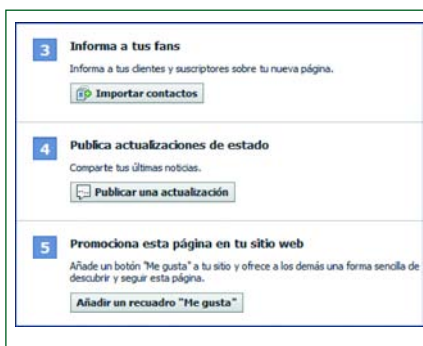 3 Informa a tus fans
Informa a tus clientes y suscriptores sobre tu nueva página.
Importar contactos
4 Publica actualizaciones de estado
Comparte tus últimas noticias.
Publicar una actualización
5 Promociona esta página en tu sitio web
Añade un botón "Me gusta" a tu sitio y ofrece a los demás una forma sencilla de
descubrir y seguir esta página.
Añadir un recuadro "Me gusta"